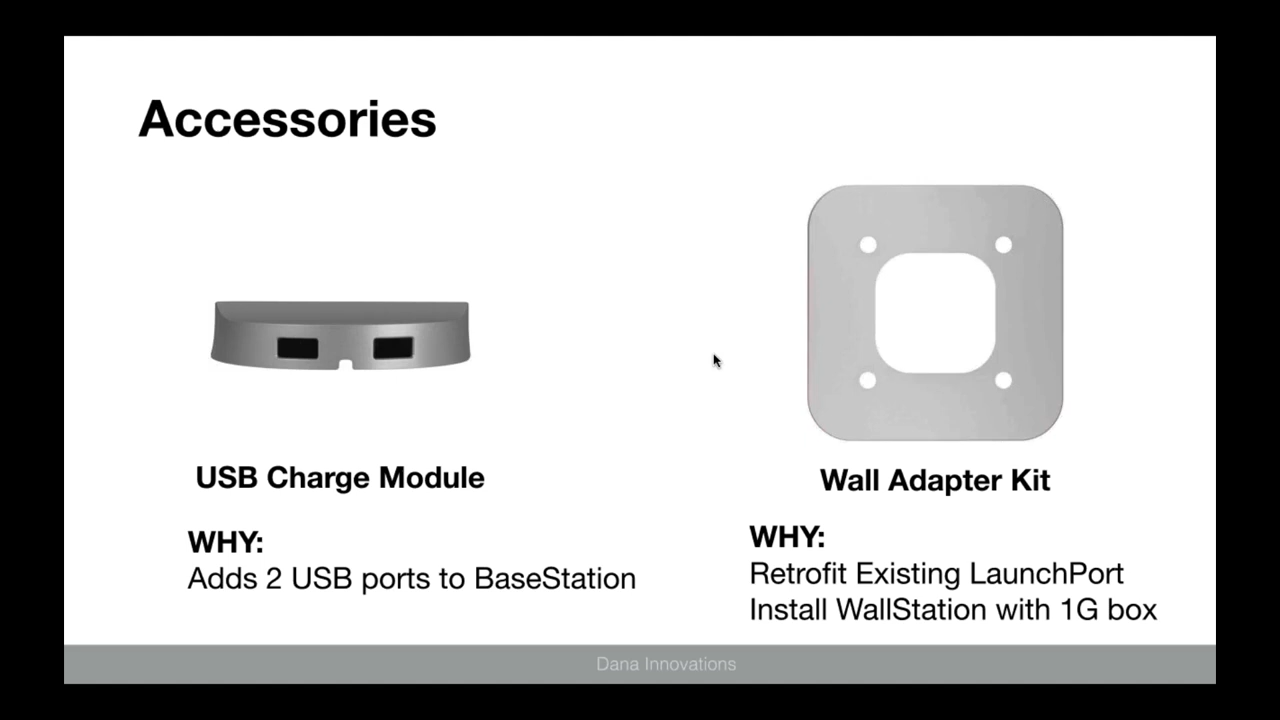 Accessories
USB Charge Module
WHY:
Adds 2 USB ports to BaseStation
Wall Adapter Kit
WHY:
Retrofit Existing LaunchPort
Install WallStation with 1G box
Dana Innovations